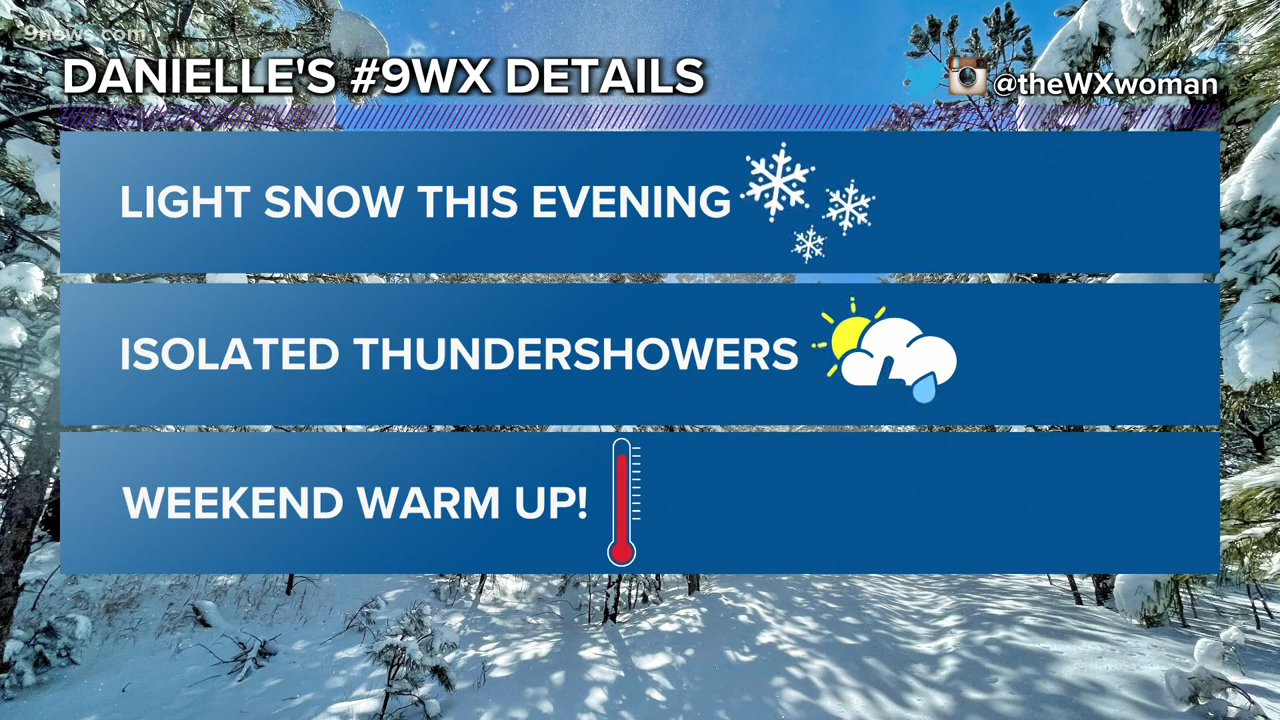 9news.com
DANIELLE'S #9WX DETAILS
@theWXwoman
LIGHT SNOW THIS EVENING
ISOLATED THUNDERSHOWERS
WEEKEND WARM UP!